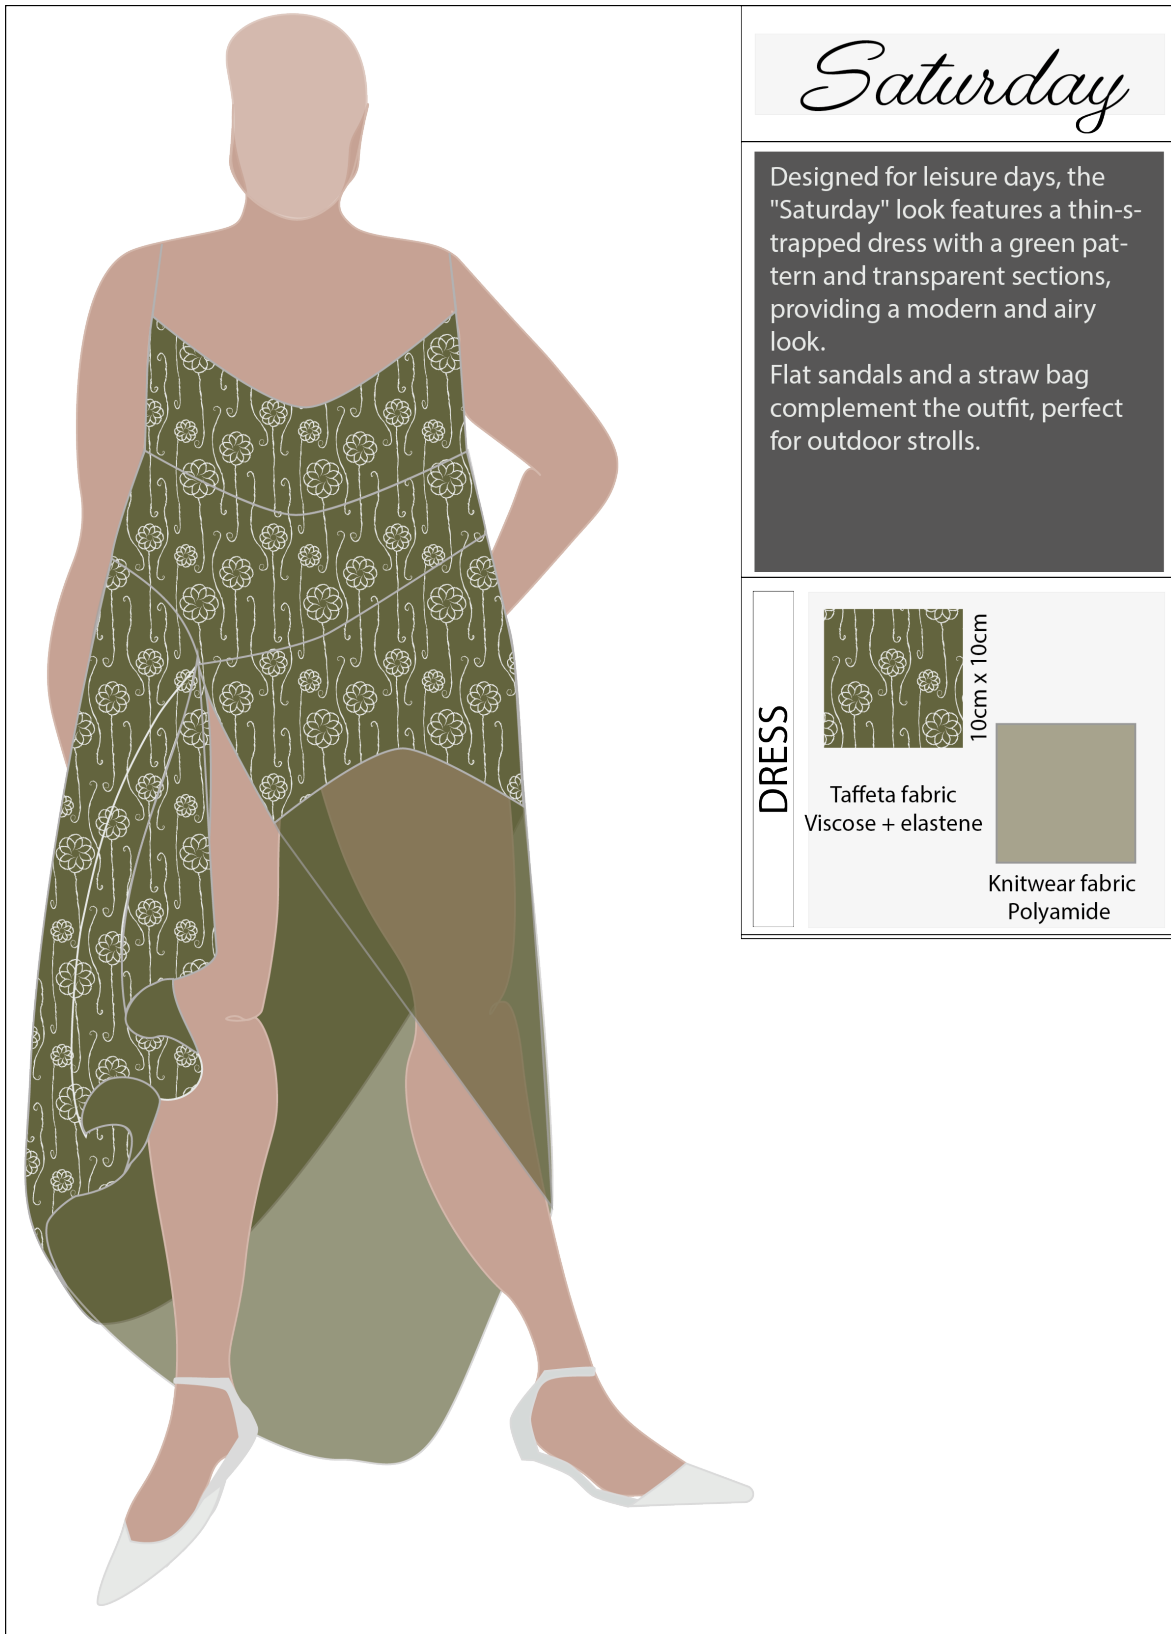 Saturday
Designed for leisure days, the
"Saturday" look features a thin-s-
trapped dress with a green pat-
tern and transparent sections,
providing a modern and airy
look.
Flat sandals and a straw bag
complement the outfit, perfect
for outdoor strolls.
DRESS
10cm x 10cm
Taffeta fabric
Viscose + elastene
Knitwear fabric
Polyamide